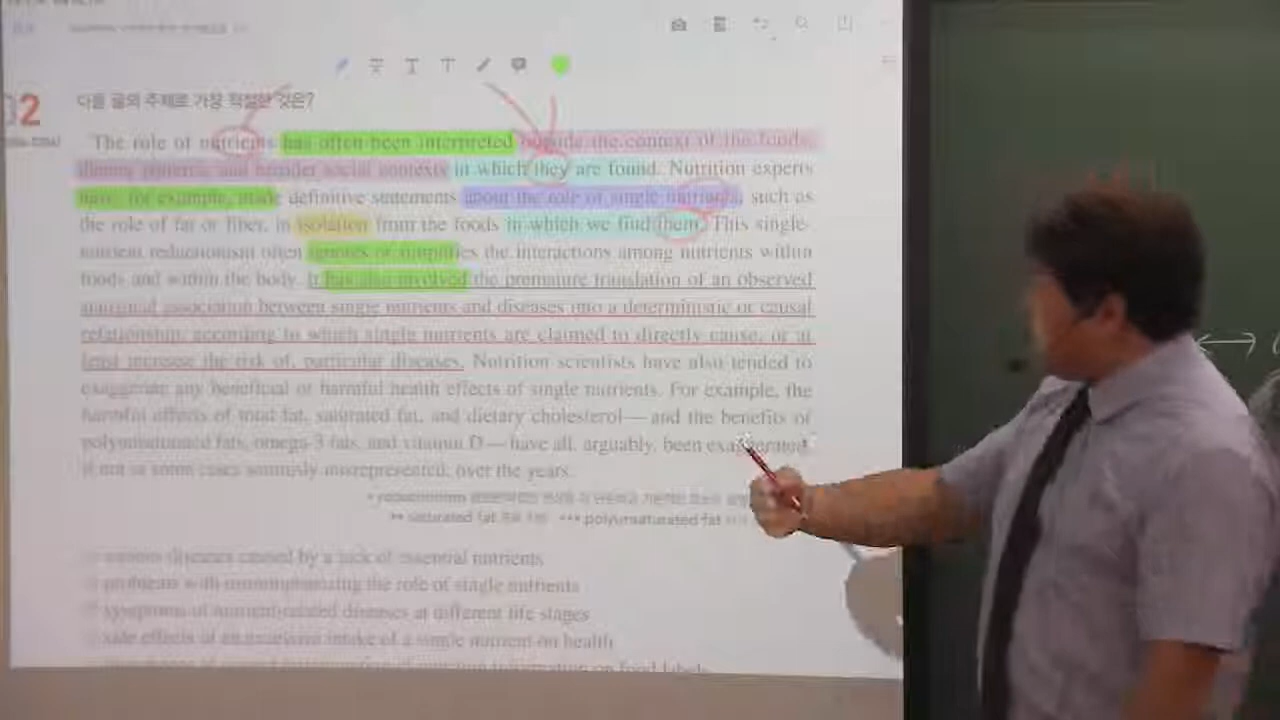 02 다음 글의 주제로 가장 적절한 것은?
The role of nutrients has often been interpreted outside the context of the foods,
dietary patterns, and broader social contexts in which they are found. Nutrition experts
have, for example, made definitive statements about the role of single nutrients, such as
the role of fat or fiber, in isolation from the foods in which we find them. This single-
nutrient reductionism often ignores or simplifies the interactions among nutrients within
foods and within the body. It has also involved the premature translation of an observed
statistical association between single nutrients and diseases into a deterministic or causal
relationship, according to which single nutrients are claimed to directly cause, or at
least increase the risk of, particular diseases. Nutrition scientists have also tended to
exaggerate any beneficial or harmful health effects of single nutrients. For example, the
harmful effects of total fat, saturated fat, and dietary cholesterol — and the benefits of
polyunsaturated fats, omega-3 fats, and vitamin D — have all, arguably, been exaggerated,
if not in some cases seriously misrepresented, over the years.
* reductionism
** saturated fat *** polyunsaturated fat
various diseases caused by a lack of essential nutrients
problems with overemphasizing the role of single nutrients
symptoms of nutrient-related diseases at different life stages
side effects of an excessive intake of a single nutrient on health
on food labels